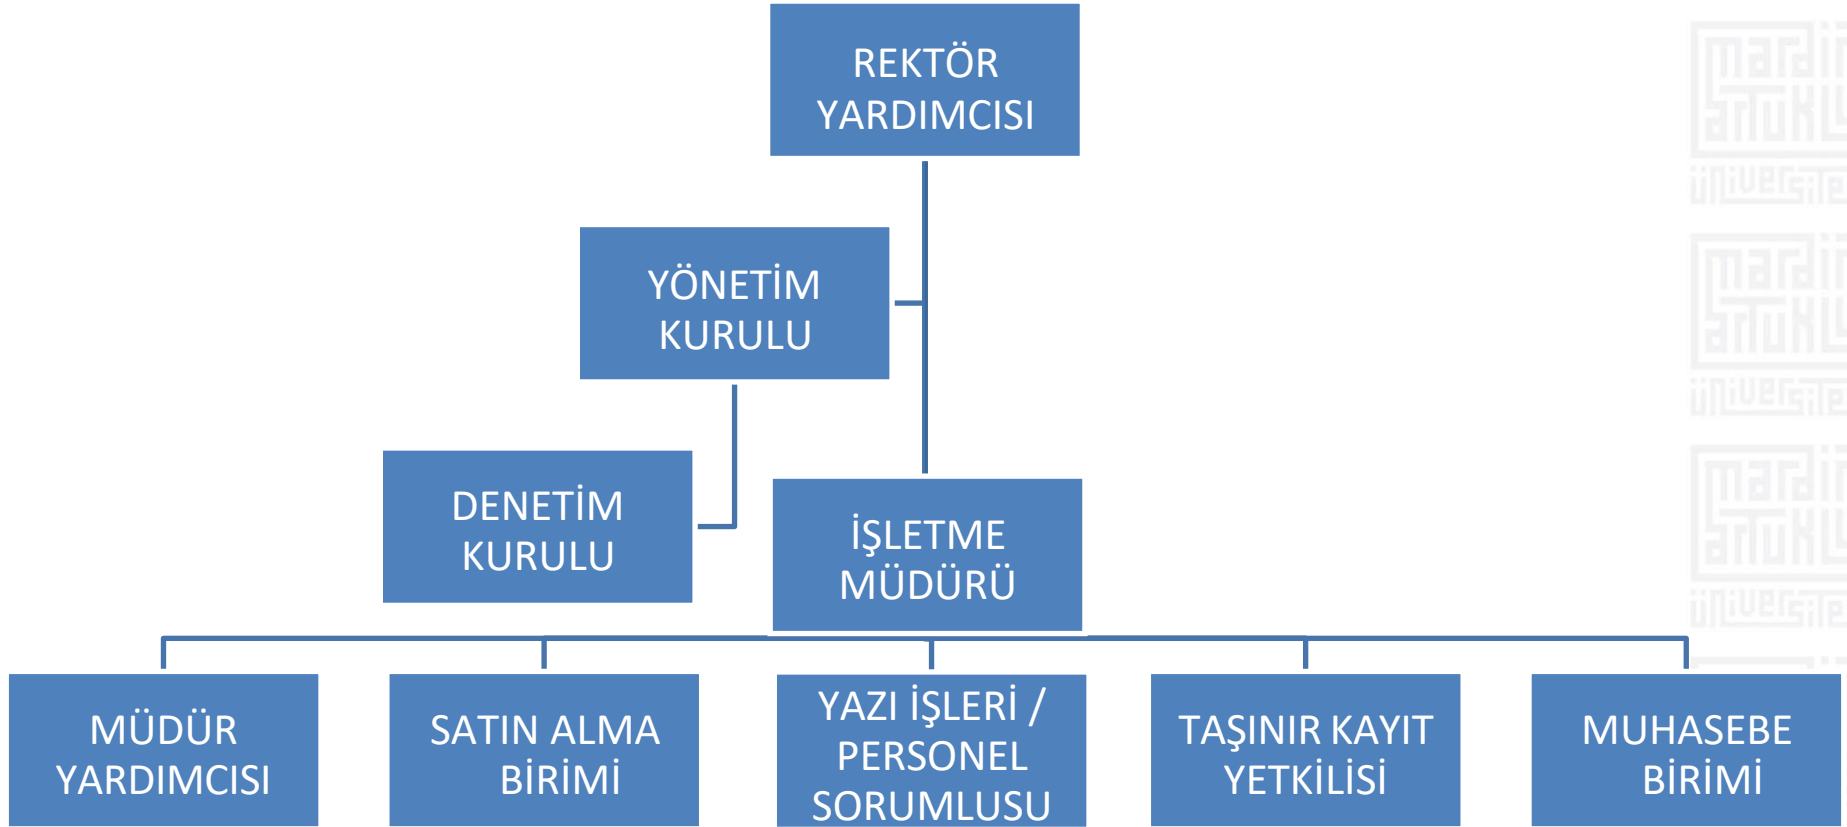 REKTÖR
YARDIMCISI
YÖNETİM
KURULU
DENETİM
KURULU
İŞLETME
MÜDÜRÜ
MÜDÜR
YARDIMCISI
SATIN ALMA
BİRİMİ
YAZI İŞLERİ /
PERSONEL
SORUMLUSU
TAŞINIR KAYIT
YETKİLİSİ
MUHASEBE
BİRİMİ